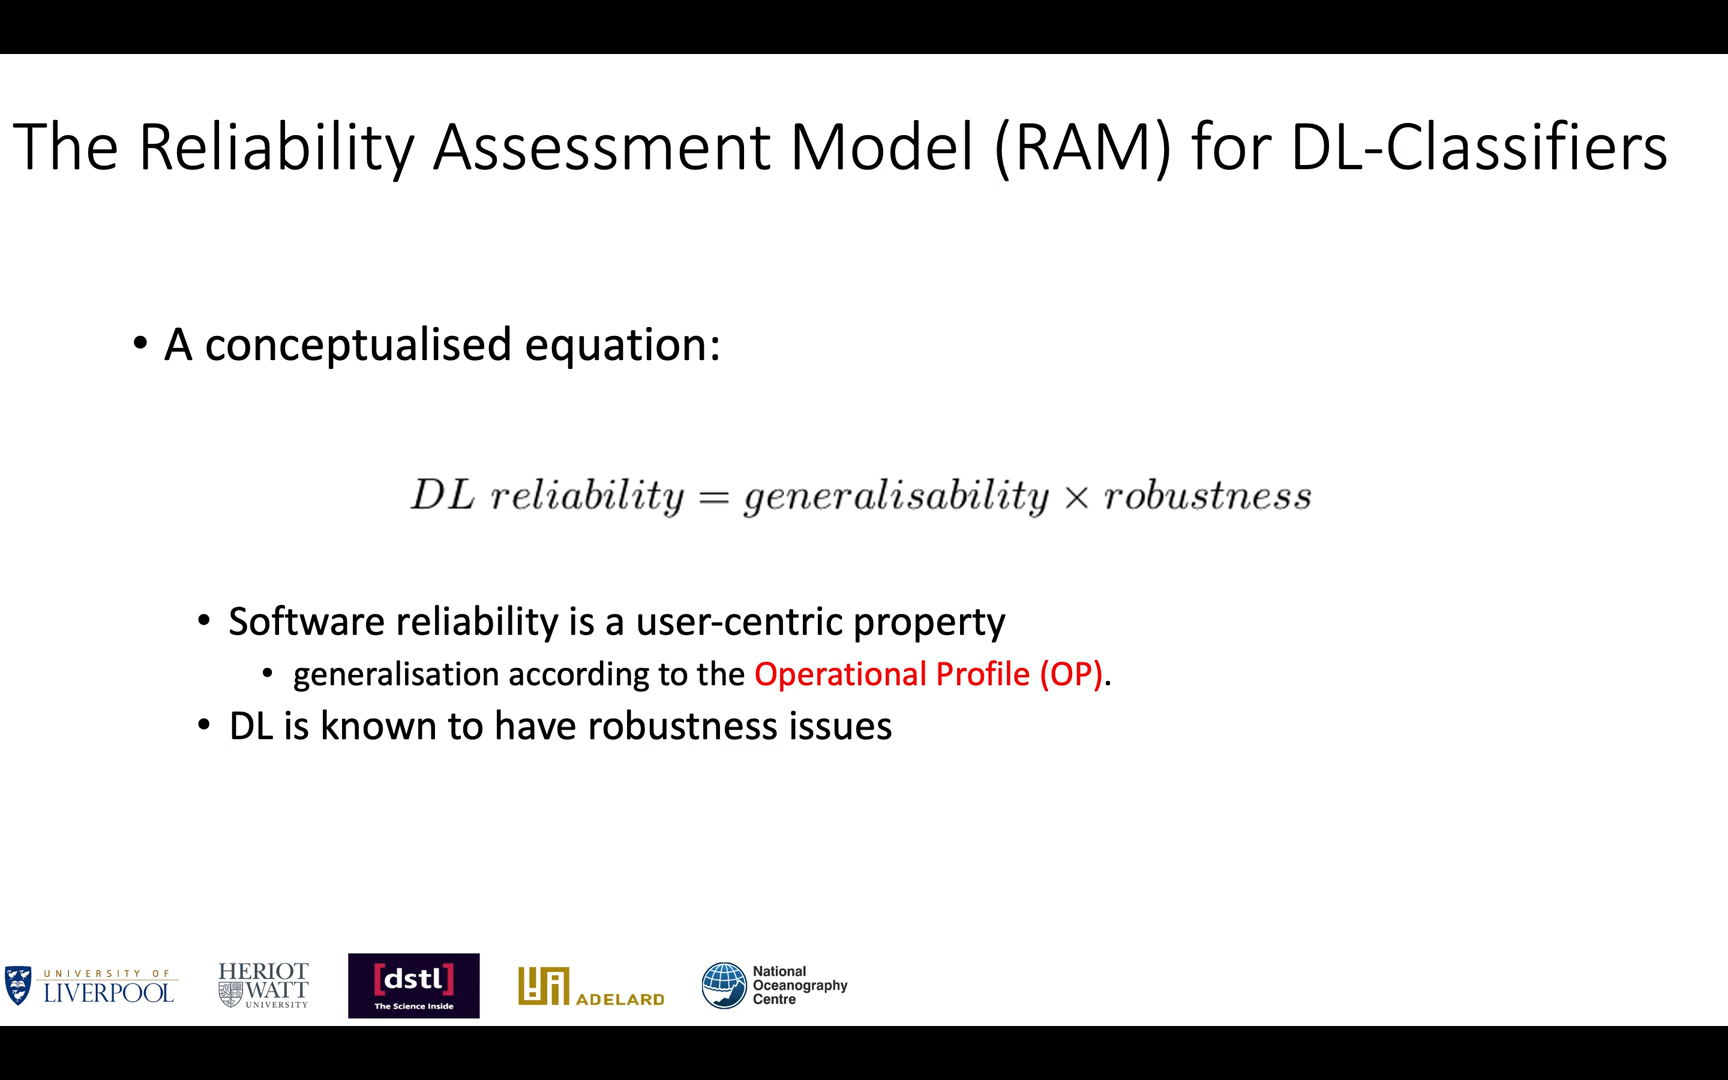 The Reliability Assessment Model (RAM) for DL-Classifiers
• A conceptualised equation:
DL reliability = generalisability × robustness
• Software reliability is a user-centric property
• generalisation according to the Operational Profile (OP).
• DL is known to have robustness issues
UNIVERSITY OF
LIVERPOOL
HERIOT
WATT
UNIVERSITY
[dstl]
The Science Inside
ADELARD
National
Oceanography
Centre